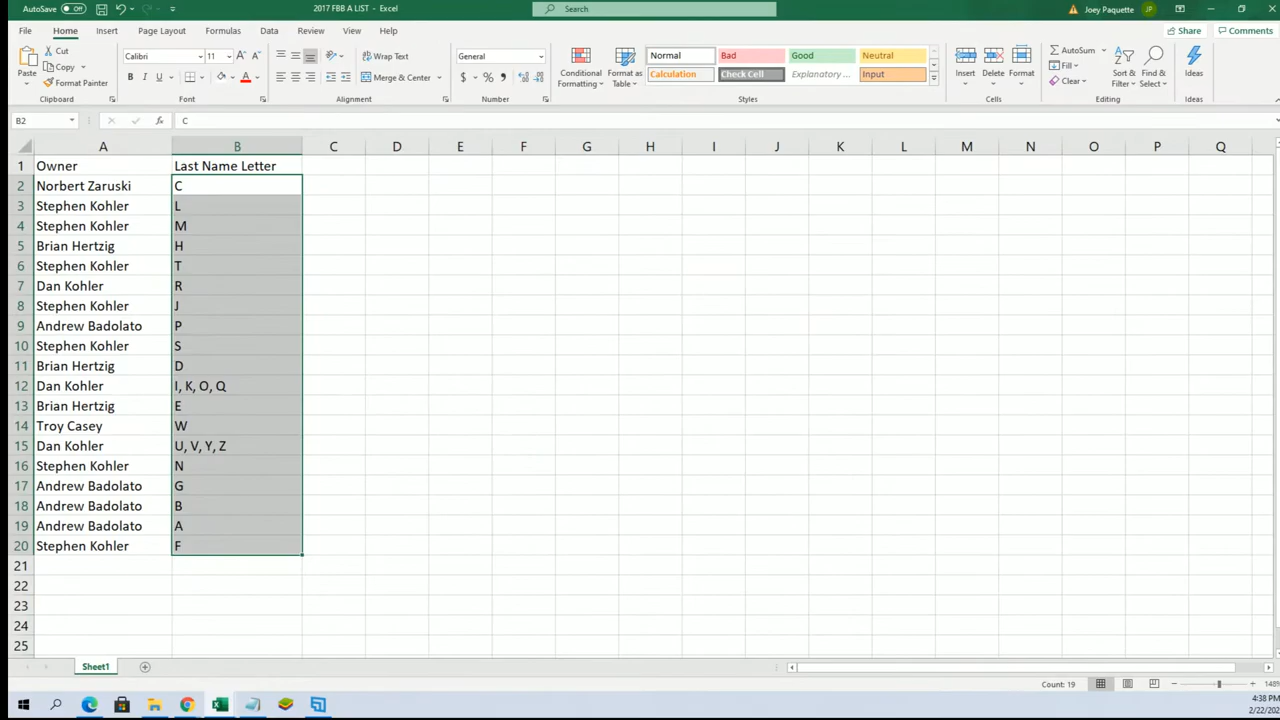 AutoSave Off 2017 FBB A LIST - Excel Search Joey Paquette JP
File Home Insert Page Layout Formulas Data Review View Help Share Comments
Paste Cut Copy Format Painter Clipboard
Calibri 11 A A B I U A Font
Wrap Text Merge & Center Alignment
General $ % Number
Conditional Formatting Format as Table Normal Bad Good Neutral Calculation Check Cell Explanatory ... Input Styles
Insert Delete Format Cells
AutoSum Fill Clear Sort & Filter Find & Select Editing
Ideas Ideas
B2 fx C
A B C D E F G H I J K L M N O P Q
1 Owner Last Name Letter
2 Norbert Zaruski C
3 Stephen Kohler L
4 Stephen Kohler M
5 Brian Hertzig H
6 Stephen Kohler T
7 Dan Kohler R
8 Stephen Kohler J
9 Andrew Badolato P
10 Stephen Kohler S
11 Brian Hertzig D
12 Dan Kohler I, K, O, Q
13 Brian Hertzig E
14 Troy Casey W
15 Dan Kohler U, V, Y, Z
16 Stephen Kohler N
17 Andrew Badolato G
18 Andrew Badolato B
19 Andrew Badolato A
20 Stephen Kohler F
21
22
23
24
25
Sheet1
Count: 19 148%
4:38 PM
2/22/202